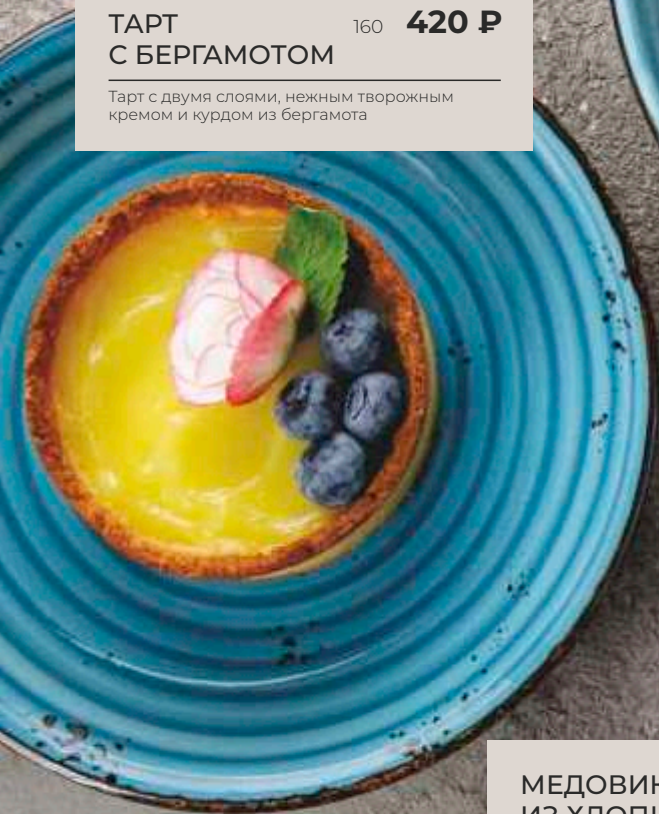 ТАРТ 160 420 ₽
С БЕРГАМОТОМ
Тарт с двумя слоями, нежным творожным
кремом и курдом из бергамота